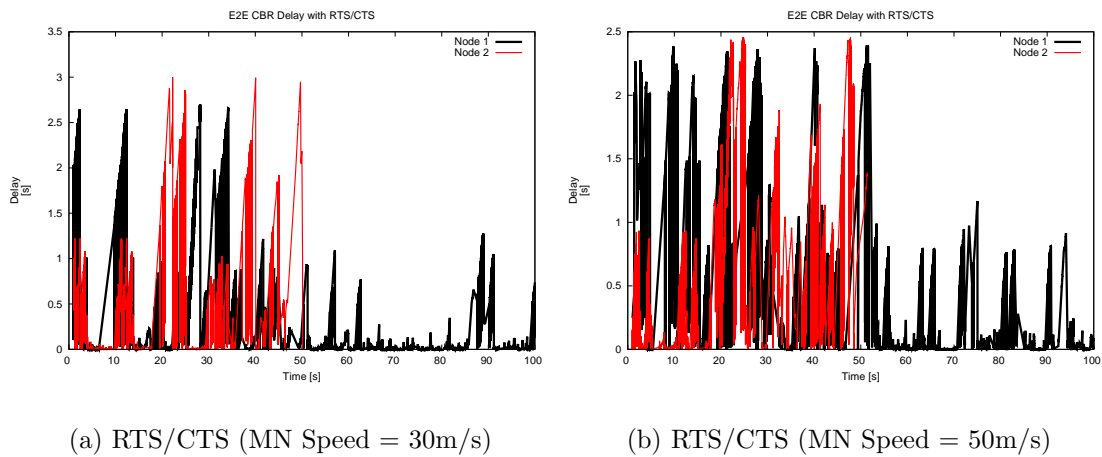 E2E CBR Delay with RTS/CTS
3.5
3
2.5
2
1.5
1
0.5
0
Delay
[s]
0 10 20 30 40 50 60 70 80 90 100
Time [s]
Node 1
Node 2
(a) RTS/CTS (MN Speed = 30m/s)
E2E CBR Delay with RTS/CTS
2.5
2
1.5
1
0.5
0
Delay
[s]
0 10 20 30 40 50 60 70 80 90 100
Time [s]
Node 1
Node 2
(b) RTS/CTS (MN Speed = 50m/s)